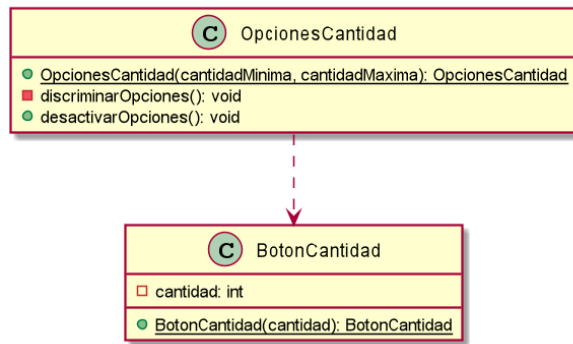 C OpcionesCantidad
OpcionesCantidad(cantidadMinima, cantidadMaxima): OpcionesCantidad
discriminarOpciones(): void
desactivarOpciones(): void
C BotonCantidad
cantidad: int
BotonCantidad(cantidad): BotonCantidad